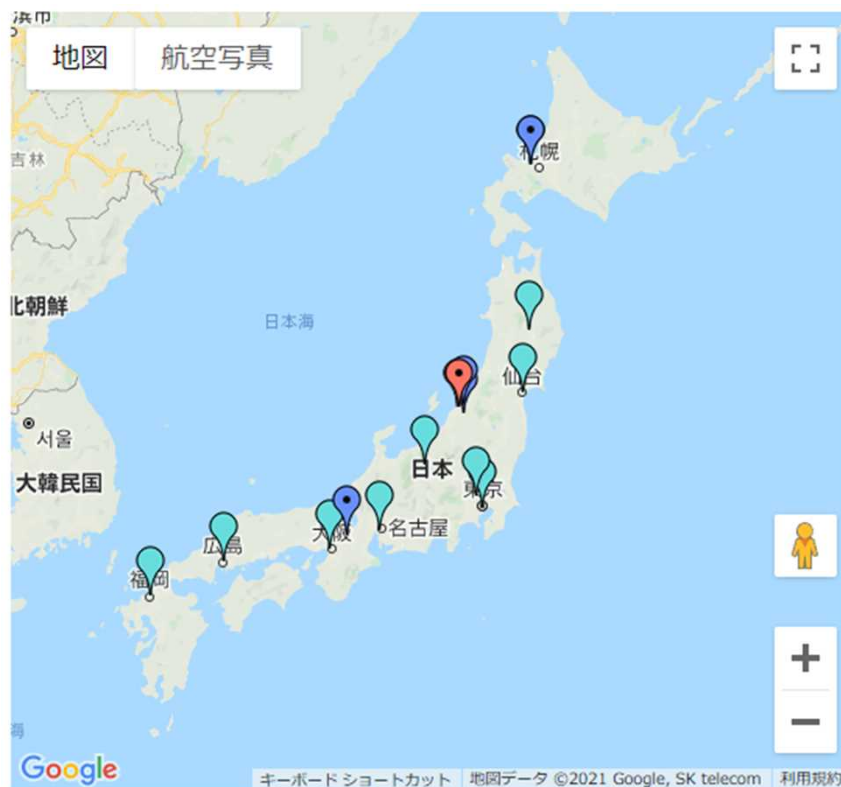 浜市
地図
航空写真
吉林
札幌
北朝鮮
日本海
仙台
서울
大韓民国
日本
東京
大阪
名古屋
広島
福岡
海
Google
キーボード ショートカット
地図データ ©2021 Google, SK telecom
利用規約